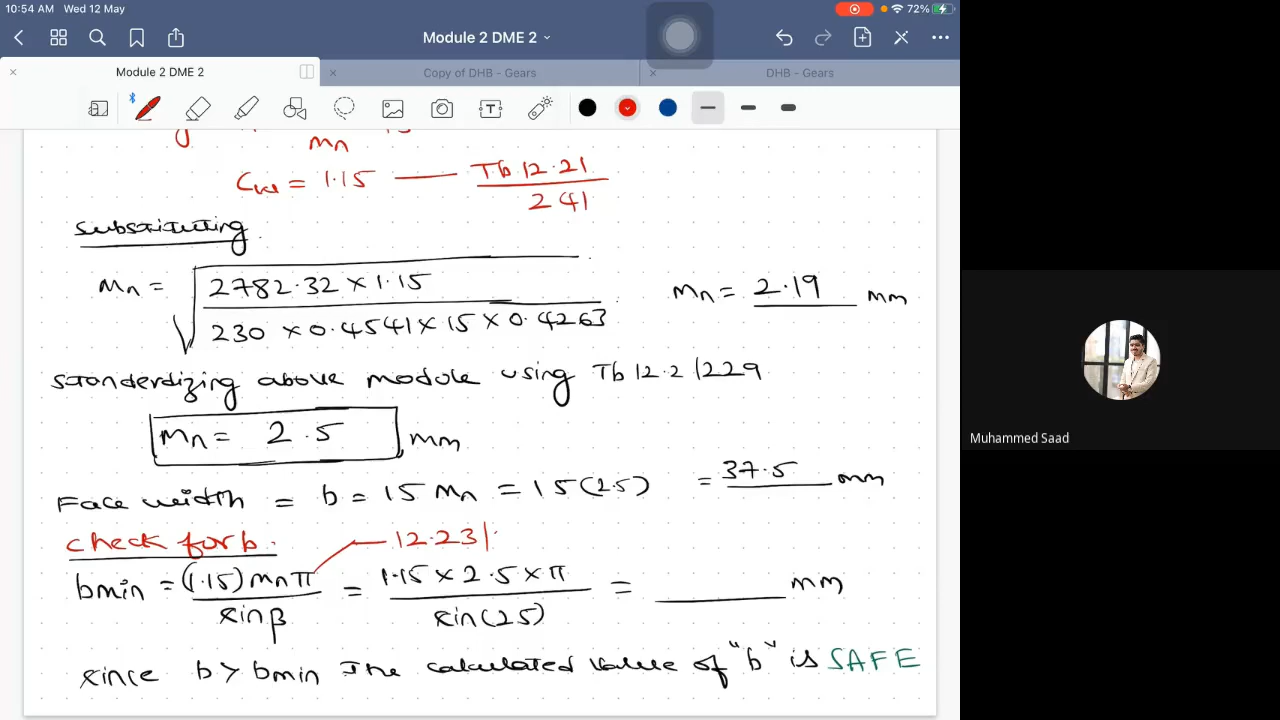 10:54 AM Wed 12 May
72%
Module 2 DME 2
Module 2 DME 2
Copy of DHB - Gears
DHB - Gears
mn
Cw = 1.15 — Tb 12.21 / 241
substituting
mn = √(2782.32 × 1.15 / 230 × 0.4541 × 15 × 0.4263) mn = 2.19 mm
standerdizing above module using Tb 12.2 /229
mn = 2.5 mm
Face width = b = 15 mn = 15(2.5) = 37.5 mm
check for b. 12.23|
bmin = (1.15) mn π / sin β = 1.15 × 2.5 × π / sin(25) = ____ mm
since b > bmin The calculated value of "b" is SAFE
Muhammed Saad